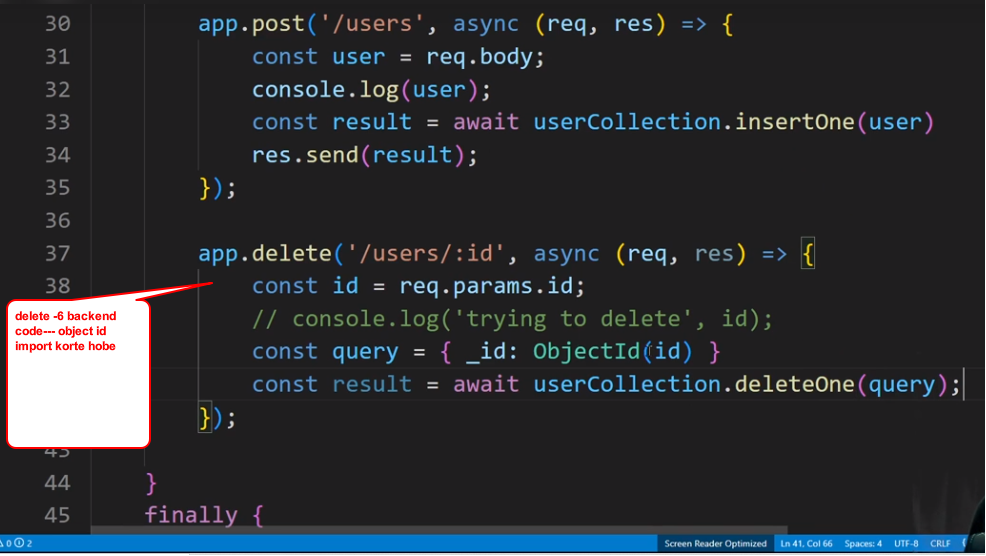 30 app.post('/users', async (req, res) => {
31 const user = req.body;
32 console.log(user);
33 const result = await userCollection.insertOne(user)
34 res.send(result);
35 });
36
37 app.delete('/users/:id', async (req, res) => {
38 const id = req.params.id;
// console.log('trying to delete', id);
const query = { _id: ObjectId(id) }
const result = await userCollection.deleteOne(query);
});
43
44 }
45 finally {
delete -6 backend
code--- object id
import korte hobe
0 2 Screen Reader Optimized Ln 41, Col 66 Spaces: 4 UTF-8 CRLF